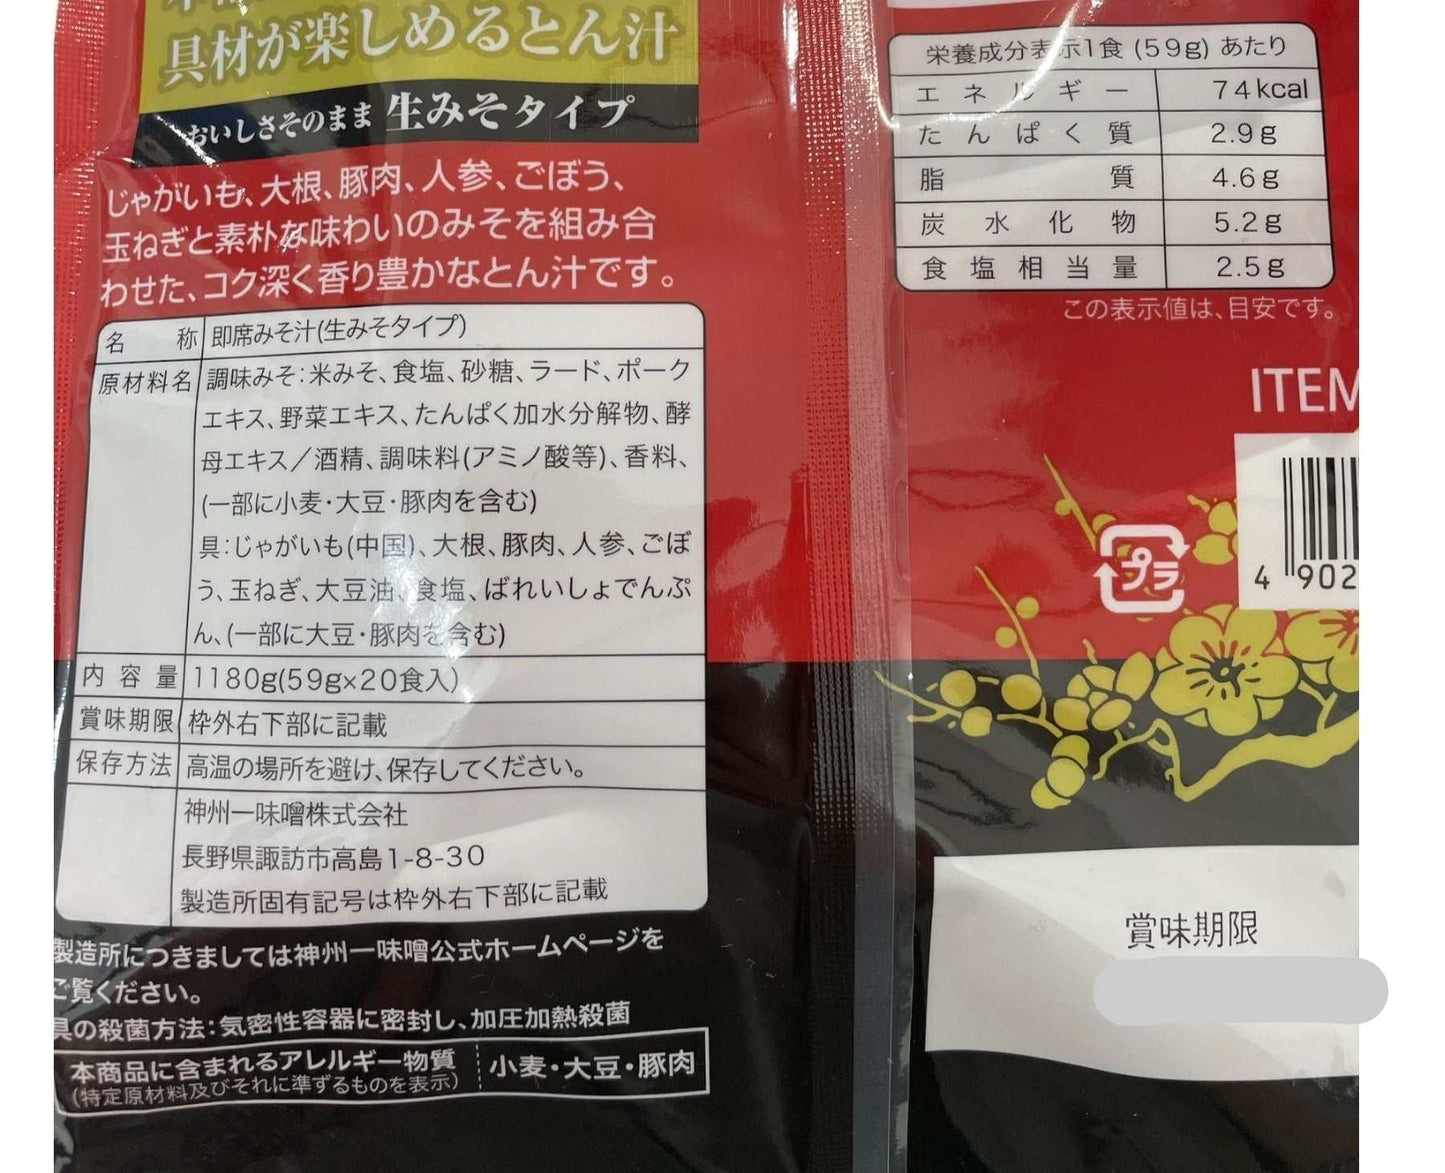 具材が楽しめるとん汁
おいしさそのまま 生みそタイプ
じゃがいも、大根、豚肉、人参、ごぼう、
玉ねぎと素朴な味わいのみそを組み合
わせた、コク深く香り豊かなとん汁です。
名称 即席みそ汁(生みそタイプ)
原材料名 調味みそ:米みそ、食塩、砂糖、ラード、ポーク
エキス、野菜エキス、たんぱく加水分解物、酵
母エキス/酒精、調味料(アミノ酸等)、香料、
(一部に小麦・大豆・豚肉を含む)
具:じゃがいも(中国)、大根、豚肉、人参、ごぼ
う、玉ねぎ、大豆油、食塩、ばれいしょでんぷ
ん、(一部に大豆・豚肉を含む)
内容量 1180g(59g×20食入)
賞味期限 枠外右下部に記載
保存方法 高温の場所を避け、保存してください。
神州一味噌株式会社
長野県諏訪市高島1-8-30
製造所固有記号は枠外右下部に記載
製造所につきましては神州一味噌公式ホームページを
ご覧ください。
具の殺菌方法:気密性容器に密封し、加圧加熱殺菌
本商品に含まれるアレルギー物質 小麦・大豆・豚肉
(特定原材料及びそれに準ずるものを表示)
栄養成分表示1食(59g)あたり
エネルギー 74kcal
たんぱく質 2.9g
脂質 4.6g
炭水化物 5.2g
食塩相当量 2.5g
この表示値は、目安です。
ITEM
4 902
プラ
賞味期限